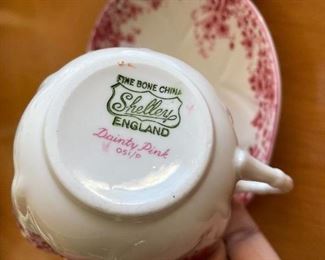 FINE BONE CHINA
Shelley
ENGLAND
Dainty Pink
051/P